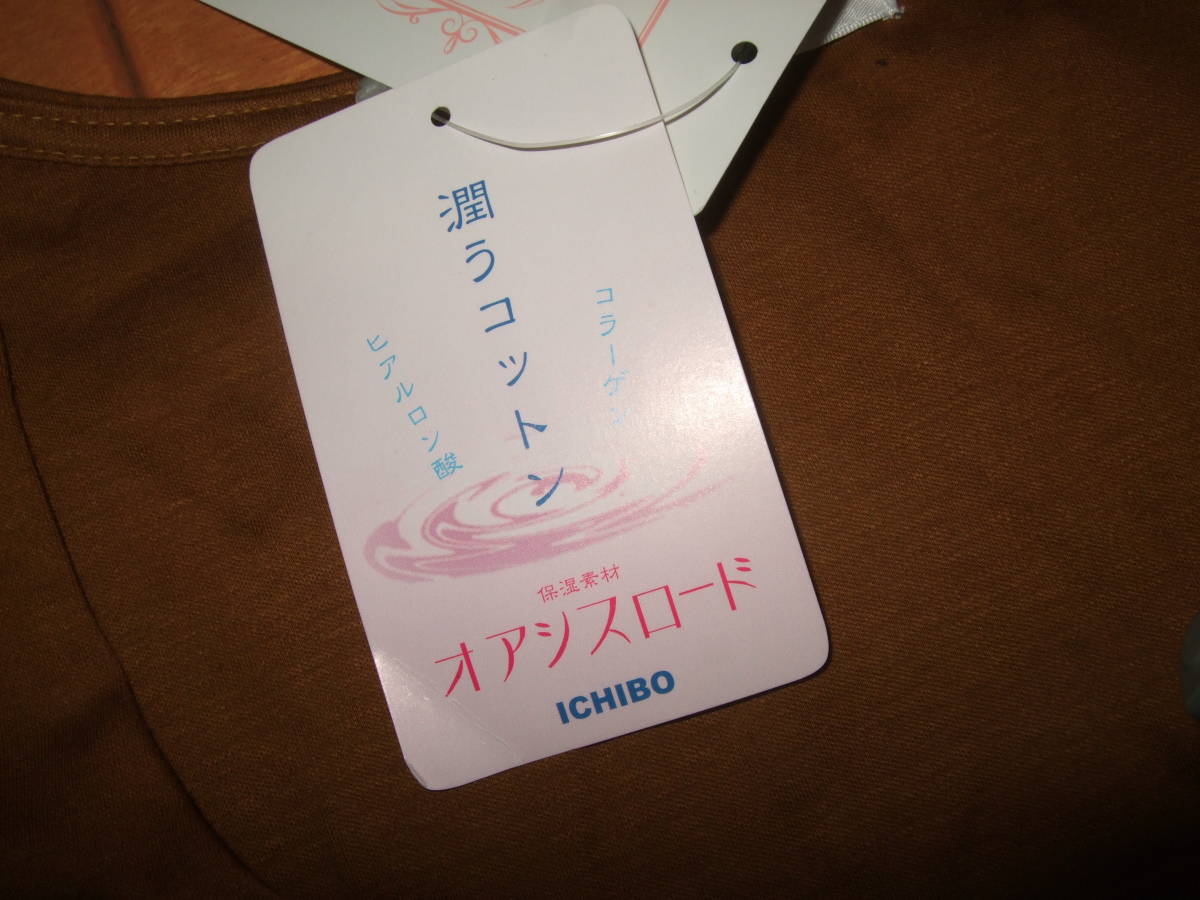 潤うコットン
コラーゲン
ヒアルロン酸
保湿素材
オアシスロード
ICHIBO